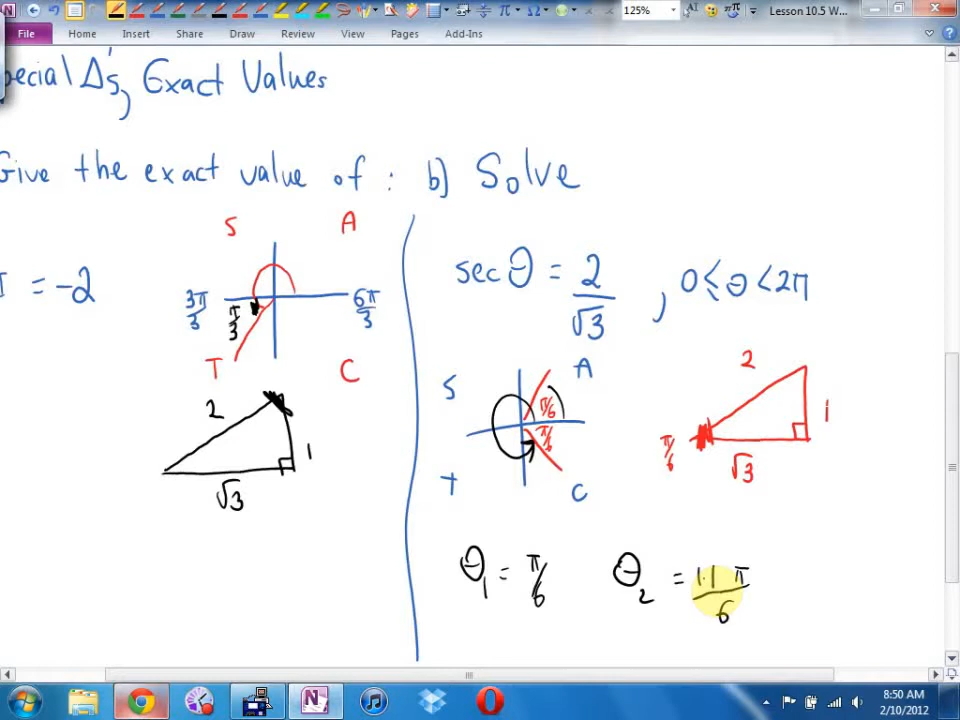 125%
Lesson 10.5 W...
File Home Insert Share Draw Review View Pages Add-Ins
pecial Δ's, Exact Values
Give the exact value of : b) Solve
S A
= -2
3π/3 π/3 6π/3
T C
2 1 √3
sec θ = 2/√3 , 0 ≤ θ < 2π
S A
π/6
π/6
T C
2 1 √3 π/6
θ₁ = π/6 θ₂ = 11π/6
8:50 AM
2/10/2012